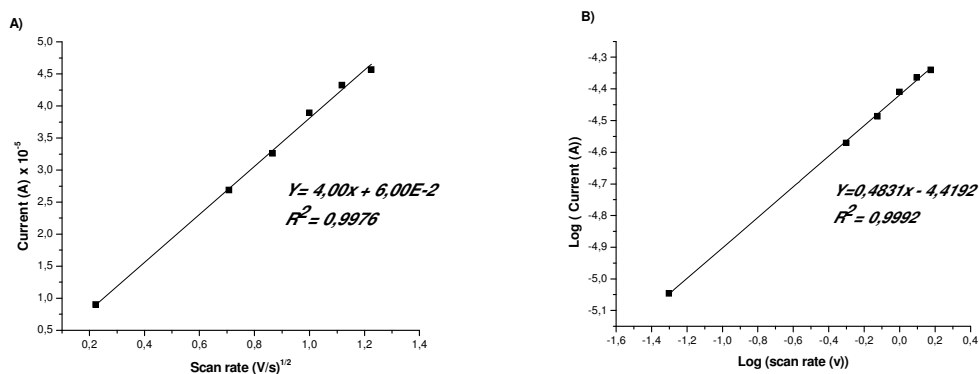 A)
5,0
4,5
4,0
3,5
3,0
2,5
2,0
1,5
1,0
0,5
Current (A) x 10⁻⁵
Y= 4,00x + 6,00E-2
R² = 0,9976
0,2 0,4 0,6 0,8 1,0 1,2 1,4
Scan rate (V/s)¹ᐟ²
B)
-4,3
-4,4
-4,5
-4,6
-4,7
-4,8
-4,9
-5,0
-5,1
Log ( Current (A))
Y=0,4831x - 4,4192
R² = 0,9992
-1,6 -1,4 -1,2 -1,0 -0,8 -0,6 -0,4 -0,2 0,0 0,2 0,4
Log (scan rate (v))